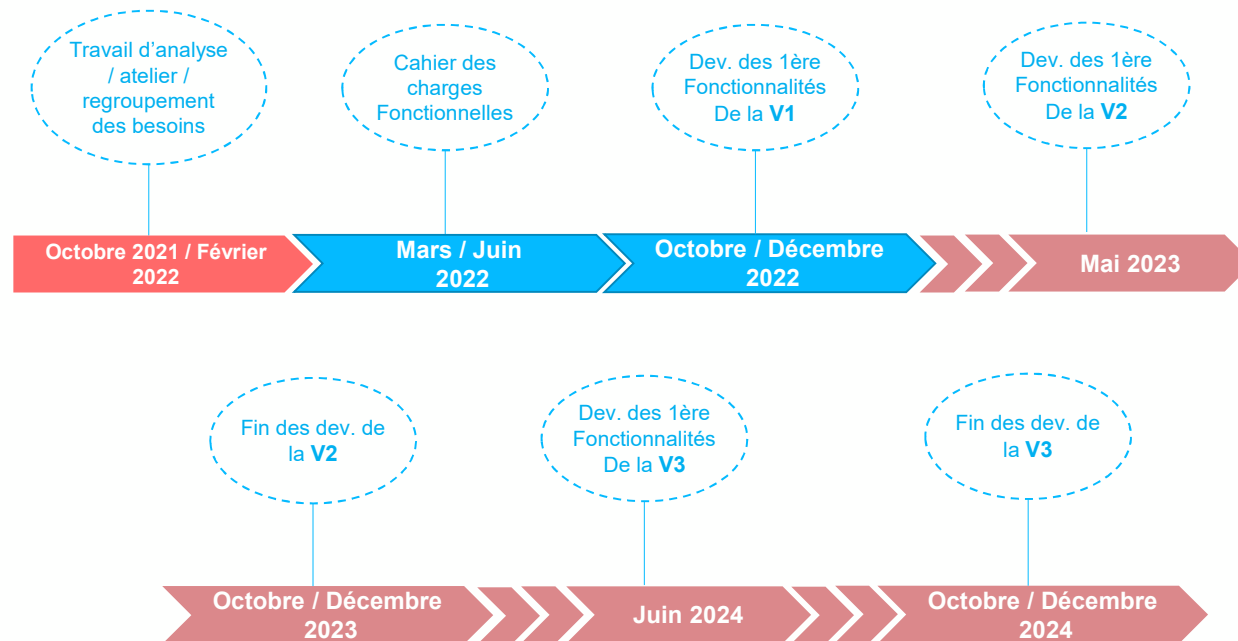 Travail d'analyse
/ atelier /
regroupement
des besoins
Cahier des
charges
Fonctionnelles
Dev. des 1ère
Fonctionnalités
De la V1
Dev. des 1ère
Fonctionnalités
De la V2
Octobre 2021 / Février
2022
Mars / Juin
2022
Octobre / Décembre
2022
Mai 2023
Fin des dev. de
la V2
Dev. des 1ère
Fonctionnalités
De la V3
Fin des dev. de
la V3
Octobre / Décembre
2023
Juin 2024
Octobre / Décembre
2024